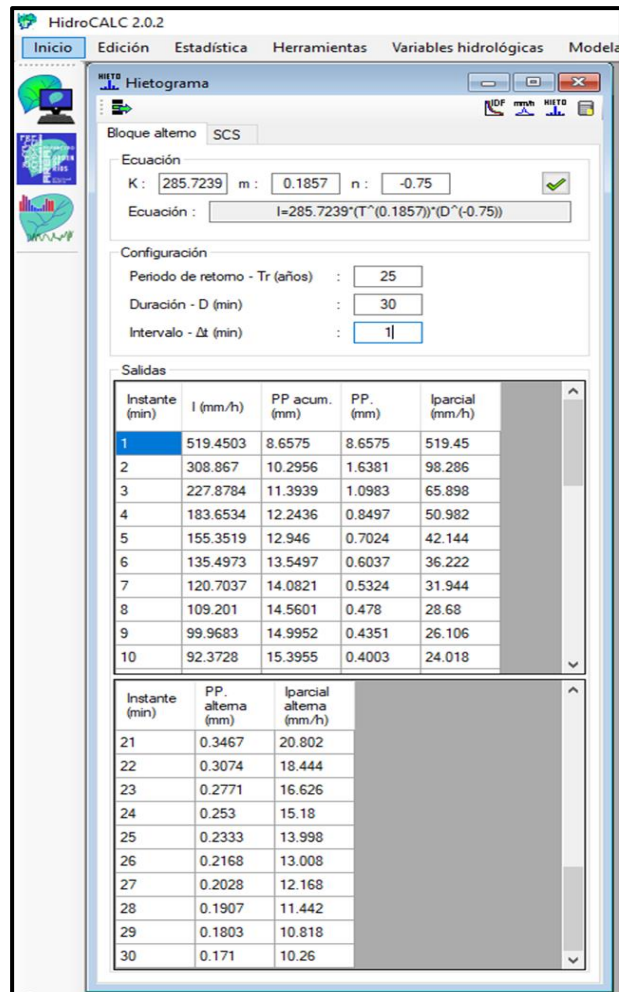 HidroCALC 2.0.2
Inicio Edición Estadística Herramientas Variables hidrológicas Modela
HIETO Hietograma
IDF mm/h HIETO
Bloque alterno SCS
Ecuación
K : 285.7239 m : 0.1857 n : -0.75
Ecuación : I=285.7239*(T^(0.1857))*(D^(-0.75))
Configuración
Periodo de retorno - Tr (años) : 25
Duración - D (min) : 30
Intervalo - Δt (min) : 1
Salidas
Instante (min) I (mm/h) PP acum. (mm) PP. (mm) Iparcial (mm/h)
1 519.4503 8.6575 8.6575 519.45
2 308.867 10.2956 1.6381 98.286
3 227.8784 11.3939 1.0983 65.898
4 183.6534 12.2436 0.8497 50.982
5 155.3519 12.946 0.7024 42.144
6 135.4973 13.5497 0.6037 36.222
7 120.7037 14.0821 0.5324 31.944
8 109.201 14.5601 0.478 28.68
9 99.9683 14.9952 0.4351 26.106
10 92.3728 15.3955 0.4003 24.018
Instante (min) PP. alterna (mm) Iparcial alterna (mm/h)
21 0.3467 20.802
22 0.3074 18.444
23 0.2771 16.626
24 0.253 15.18
25 0.2333 13.998
26 0.2168 13.008
27 0.2028 12.168
28 0.1907 11.442
29 0.1803 10.818
30 0.171 10.26